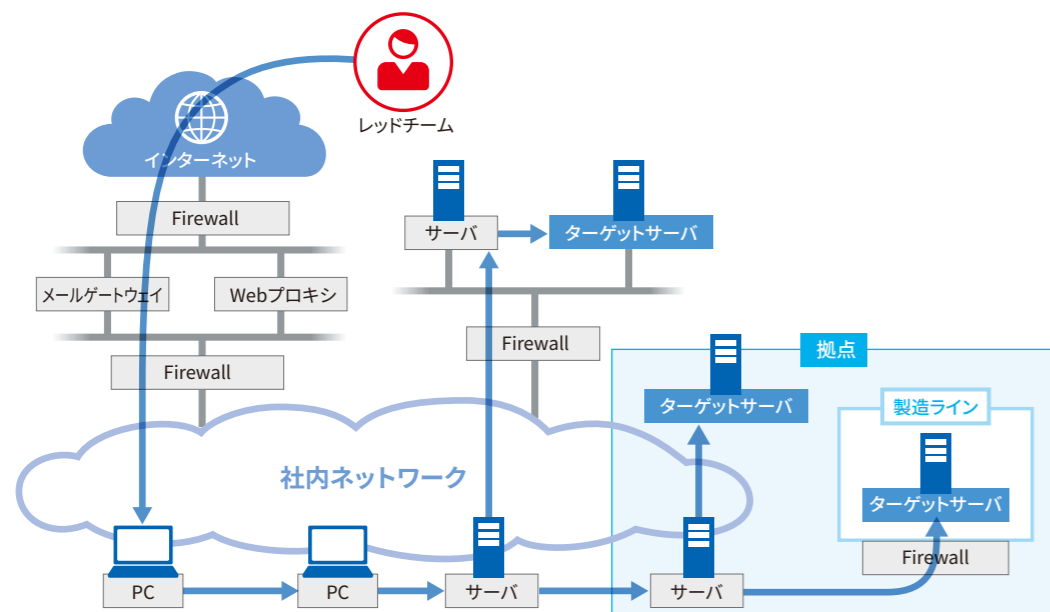 レッドチーム
インターネット
Firewall
サーバ
ターゲットサーバ
メールゲートウェイ
Webプロキシ
Firewall
Firewall
拠点
ターゲットサーバ
製造ライン
社内ネットワーク
ターゲットサーバ
Firewall
PC
PC
サーバ
サーバ